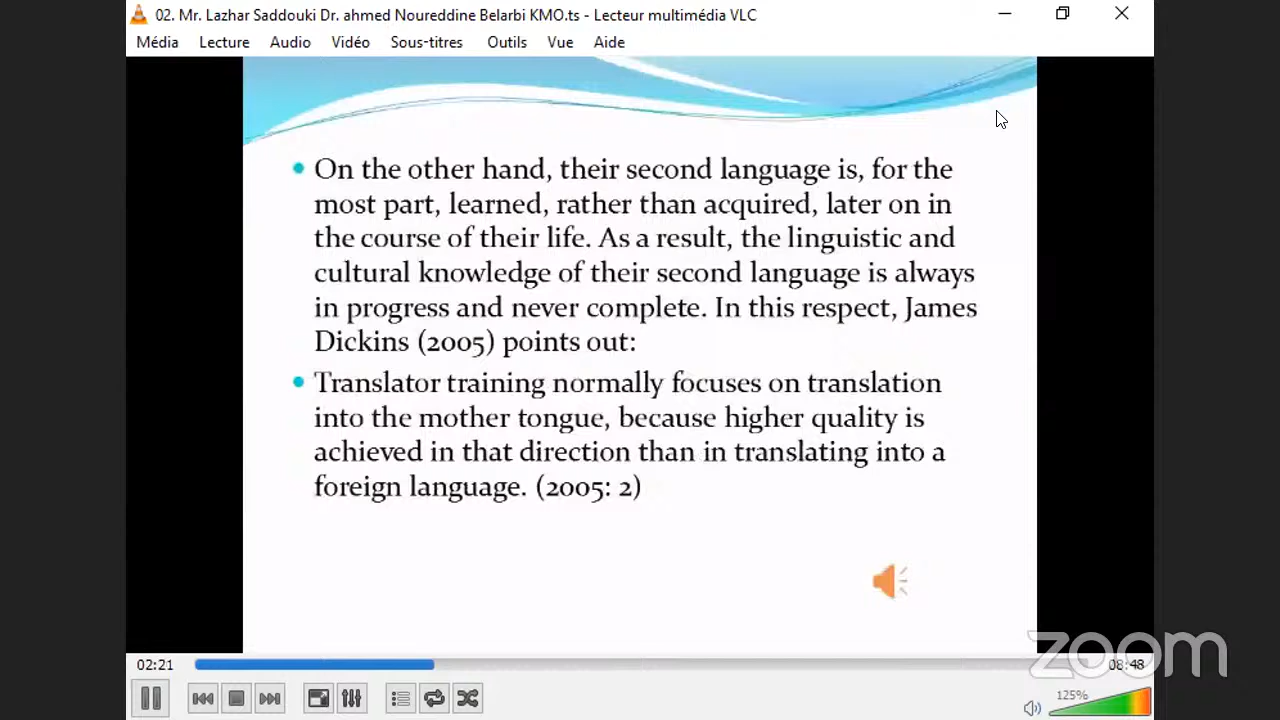 02. Mr. Lazhar Saddouki Dr. ahmed Noureddine Belarbi KMO.ts - Lecteur multimédia VLC
Média Lecture Audio Vidéo Sous-titres Outils Vue Aide
On the other hand, their second language is, for the
most part, learned, rather than acquired, later on in
the course of their life. As a result, the linguistic and
cultural knowledge of their second language is always
in progress and never complete. In this respect, James
Dickins (2005) points out:
Translator training normally focuses on translation
into the mother tongue, because higher quality is
achieved in that direction than in translating into a
foreign language. (2005: 2)
zoom
02:21 08:48
125%